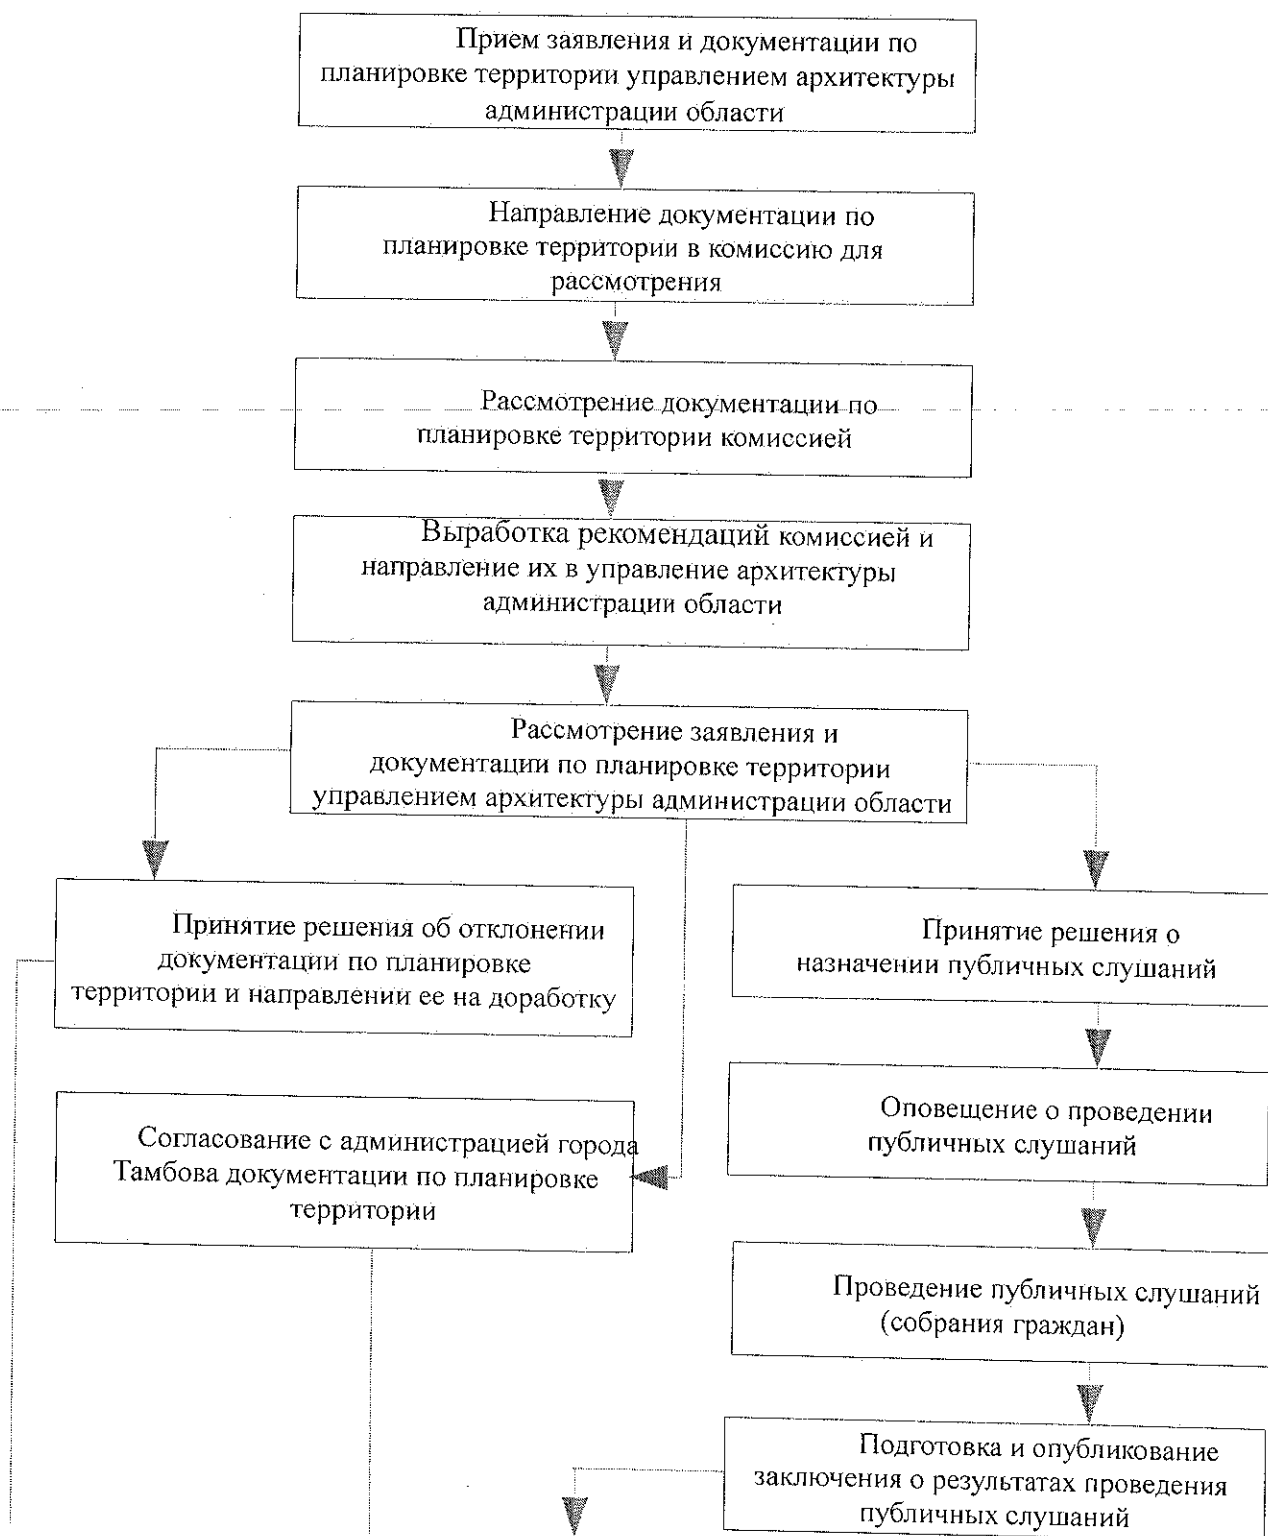 Прием заявления и документации по
планировке территории управлением архитектуры
администрации области
Направление документации по
планировке территории в комиссию для
рассмотрения
Рассмотрение документации по
планировке территории комиссией
Выработка рекомендаций комиссией и
направление их в управление архитектуры
администрации области
Рассмотрение заявления и
документации по планировке территории
управлением архитектуры администрации области
Принятие решения об отклонении
документации по планировке
территории и направлении ее на доработку
Согласование с администрацией города
Тамбова документации по планировке
территории
Принятие решения о
назначении публичных слушаний
Оповещение о проведении
публичных слушаний
Проведение публичных слушаний
(собрания граждан)
Подготовка и опубликование
заключения о результатах проведения
публичных слушаний